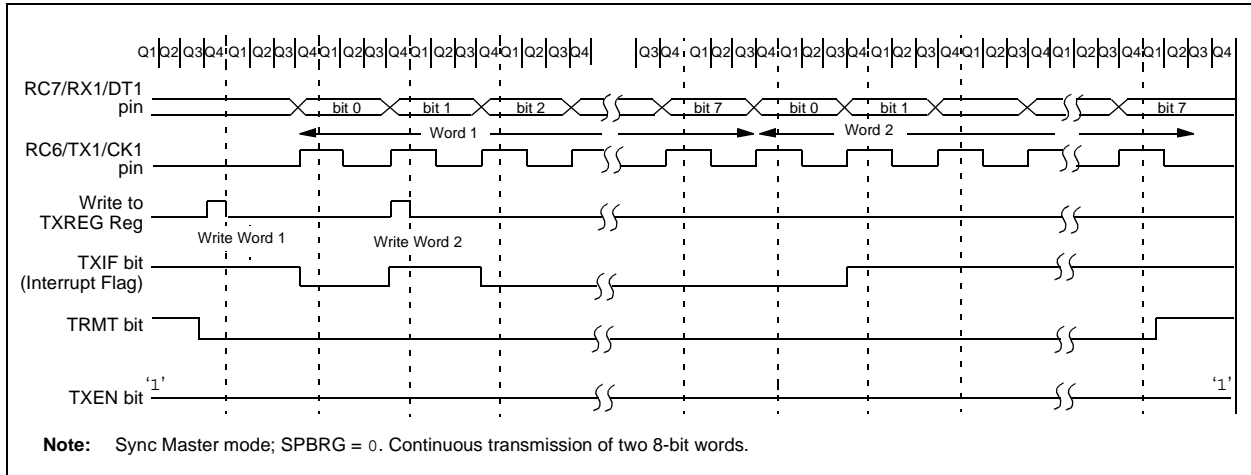 Q1 Q2 Q3 Q4 Q1 Q2 Q3 Q4 Q1 Q2 Q3 Q4 Q1 Q2 Q3 Q4 Q1 Q2 Q3 Q4 Q3 Q4 Q1 Q2 Q3 Q4 Q1 Q2 Q3 Q4 Q1 Q2 Q3 Q4 Q1 Q2 Q3 Q4 Q1 Q2 Q3 Q4 Q1 Q2 Q3 Q4
RC7/RX1/DT1
pin
bit 0 bit 1 bit 2 bit 7 bit 0 bit 1 bit 7
Word 1 Word 2
RC6/TX1/CK1
pin
Write to
TXREG Reg
Write Word 1 Write Word 2
TXIF bit
(Interrupt Flag)
TRMT bit
TXEN bit ‘1’ ‘1’
Note: Sync Master mode; SPBRG = 0. Continuous transmission of two 8-bit words.